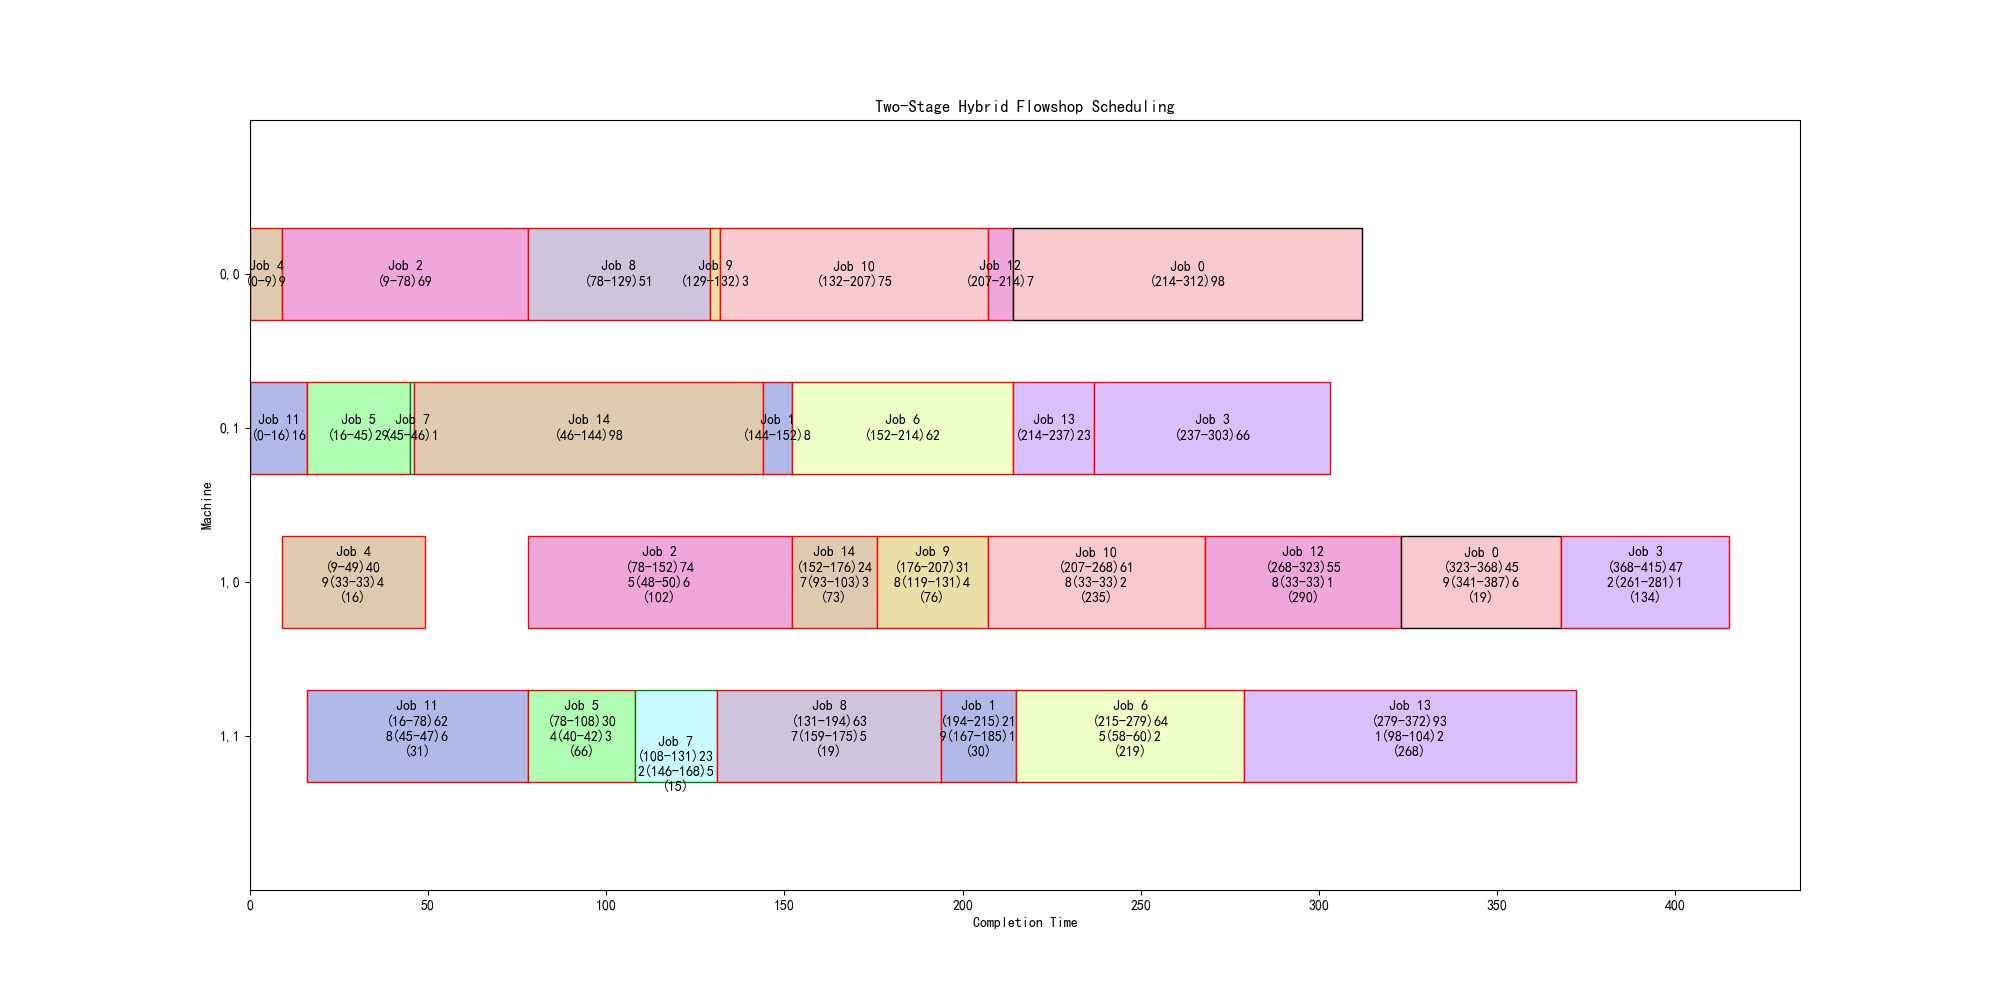 Two-Stage Hybrid Flowshop Scheduling
Machine
0,0
Job 4
(0-9)9
Job 2
(9-78)69
Job 8
(78-129)51
Job 9
(129-132)3
Job 10
(132-207)75
Job 12
(207-214)7
Job 0
(214-312)98
0,1
Job 11
(0-16)16
Job 5
(16-45)29
Job 7
(45-46)1
Job 14
(46-144)98
Job 1
(144-152)8
Job 6
(152-214)62
Job 13
(214-237)23
Job 3
(237-303)66
1,0
Job 4
(9-49)40
9(33-33)4
(16)
Job 2
(78-152)74
5(48-50)6
(102)
Job 14
(152-176)24
7(93-103)3
(73)
Job 9
(176-207)31
8(119-131)4
(76)
Job 10
(207-268)61
8(33-33)2
(235)
Job 12
(268-323)55
8(33-33)1
(290)
Job 0
(323-368)45
9(341-387)6
(19)
Job 3
(368-415)47
2(261-281)1
(134)
1,1
Job 11
(16-78)62
8(45-47)6
(31)
Job 5
(78-108)30
4(40-42)3
(66)
Job 7
(108-131)23
2(146-168)5
(15)
Job 8
(131-194)63
7(159-175)5
(19)
Job 1
(194-215)21
9(167-185)1
(30)
Job 6
(215-279)64
5(58-60)2
(219)
Job 13
(279-372)93
1(98-104)2
(268)
0 50 100 150 200 250 300 350 400
Completion Time